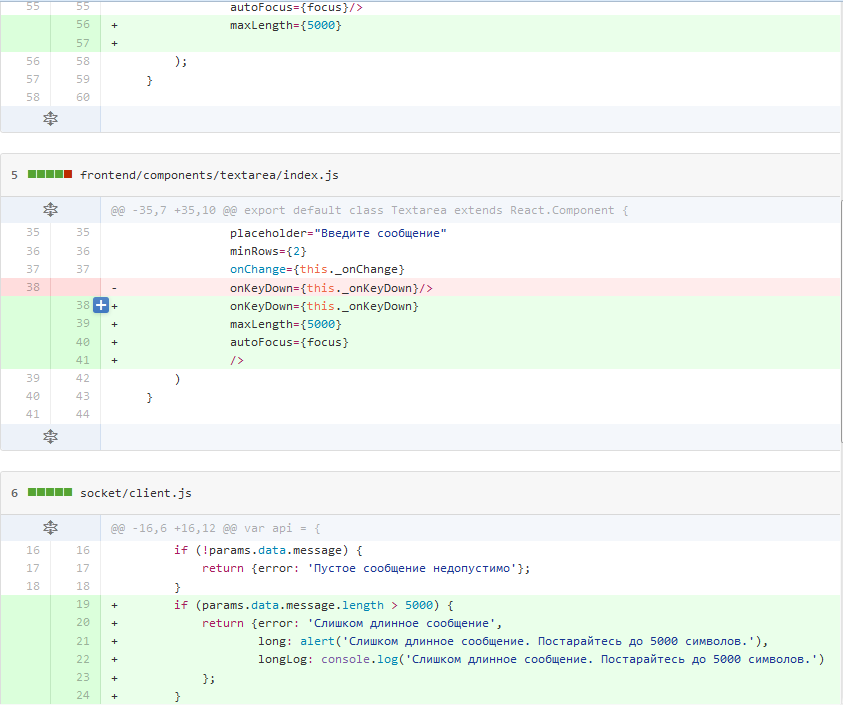 55 55 autoFocus={focus}/>
56 + maxLength={5000}
57 +
56 58 );
57 59 }
58 60
5 frontend/components/textarea/index.js
@@ -35,7 +35,10 @@ export default class Textarea extends React.Component {
35 35 placeholder="Введите сообщение"
36 36 minRows={2}
37 37 onChange={this._onChange}
38 - onKeyDown={this._onKeyDown}/>
38 + onKeyDown={this._onKeyDown}
39 + maxLength={5000}
40 + autoFocus={focus}
41 + />
39 42 )
40 43 }
41 44
6 socket/client.js
@@ -16,6 +16,12 @@ var api = {
16 16 if (!params.data.message) {
17 17 return {error: 'Пустое сообщение недопустимо'};
18 18 }
19 + if (params.data.message.length > 5000) {
20 + return {error: 'Слишком длинное сообщение',
21 + long: alert('Слишком длинное сообщение. Постарайтесь до 5000 символов.'),
22 + longLog: console.log('Слишком длинное сообщение. Постарайтесь до 5000 символов.')
23 + };
24 + }